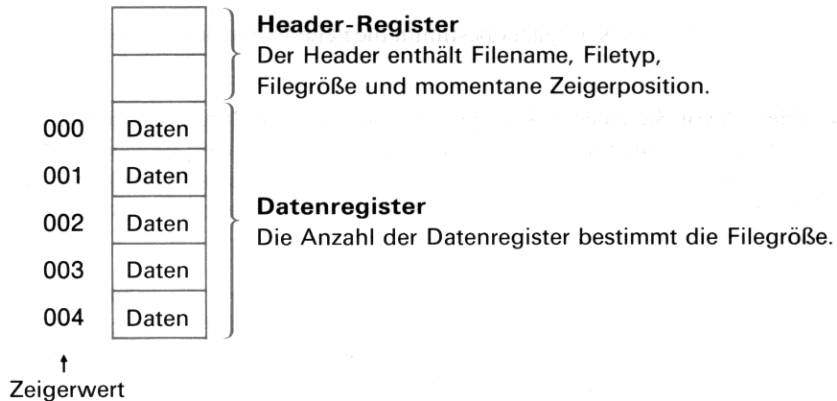 Header-Register
Der Header enthält Filename, Filetyp,
Filegröße und momentane Zeigerposition.
000 Daten
001 Daten
002 Daten
003 Daten
004 Daten
Datenregister
Die Anzahl der Datenregister bestimmt die Filegröße.
↑
Zeigerwert